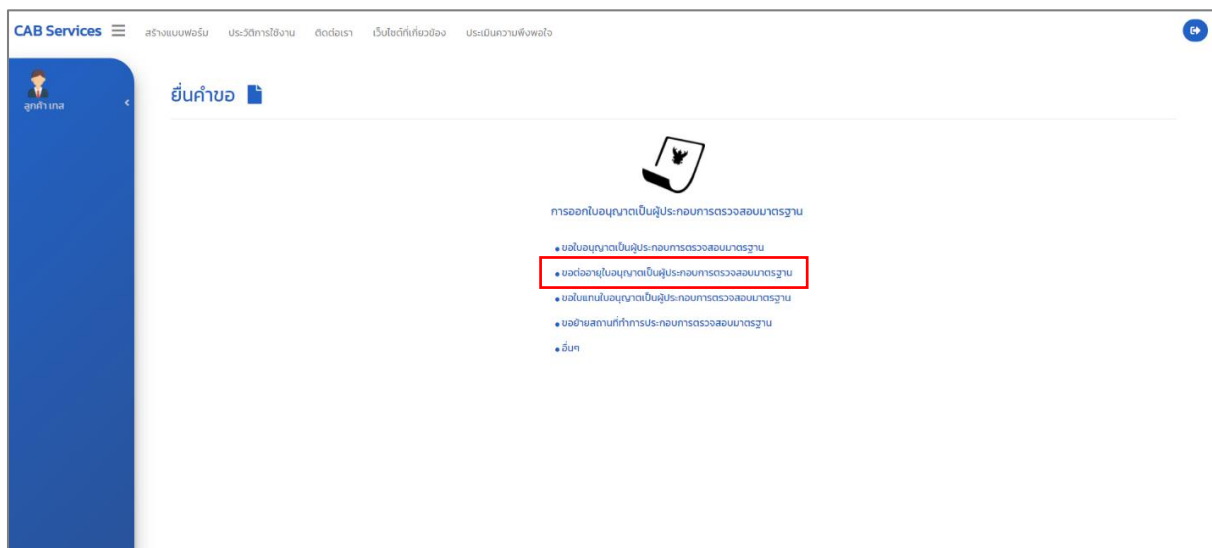 CAB Services สร้างแบบฟอร์ม ประวัติการใช้งาน ติดต่อเรา เว็บไซต์ที่เกี่ยวข้อง ประเมินความพึงพอใจ
ลูกค้า เทส
ยื่นคำขอ
การออกใบอนุญาตเป็นผู้ประกอบการตรวจสอบมาตรฐาน
• ขอใบอนุญาตเป็นผู้ประกอบการตรวจสอบมาตรฐาน
• ขอต่ออายุใบอนุญาตเป็นผู้ประกอบการตรวจสอบมาตรฐาน
• ขอใบแทนใบอนุญาตเป็นผู้ประกอบการตรวจสอบมาตรฐาน
• ขอย้ายสถานที่ทำการประกอบการตรวจสอบมาตรฐาน
• อื่นๆ